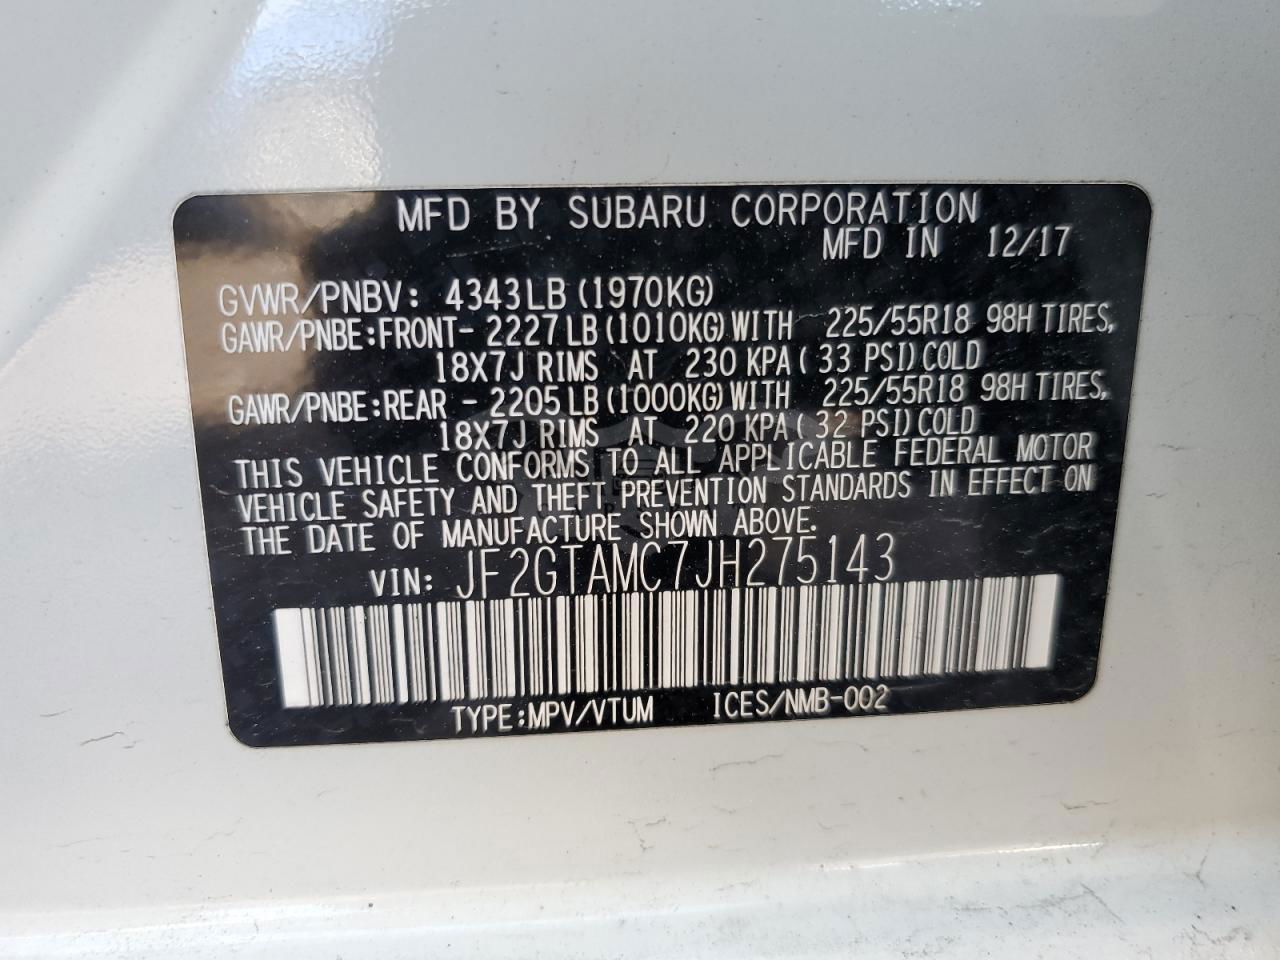 MFD BY SUBARU CORPORATION
MFD IN 12/17
GVWR/PNBV: 4343LB (1970KG)
GAWR/PNBE:FRONT- 2227LB (1010KG) WITH 225/55R18 98H TIRES,
18X7J RIMS AT 230 KPA ( 33 PSI) COLD
GAWR/PNBE:REAR - 2205LB (1000KG) WITH 225/55R18 98H TIRES,
18X7J RIMS AT 220 KPA ( 32 PSI) COLD
THIS VEHICLE CONFORMS TO ALL APPLICABLE FEDERAL MOTOR
VEHICLE SAFETY AND THEFT PREVENTION STANDARDS IN EFFECT ON
THE DATE OF MANUFACTURE SHOWN ABOVE.
VIN: JF2GTAMC7JH275143
TYPE:MPV/VTUM ICES/NMB-002